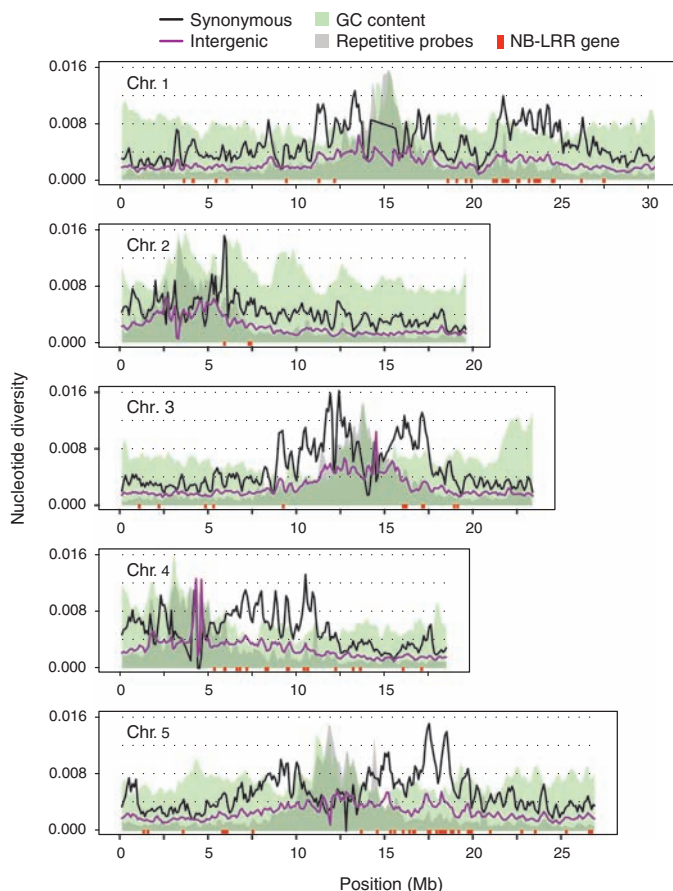 Synonymous GC content
Intergenic Repetitive probes NB-LRR gene
Nucleotide diversity
Chr. 1
0.016
0.008
0.000
0 5 10 15 20 25 30
Chr. 2
0.016
0.008
0.000
0 5 10 15 20
Chr. 3
0.016
0.008
0.000
0 5 10 15 20
Chr. 4
0.016
0.008
0.000
0 5 10 15
Chr. 5
0.016
0.008
0.000
0 5 10 15 20 25
Position (Mb)